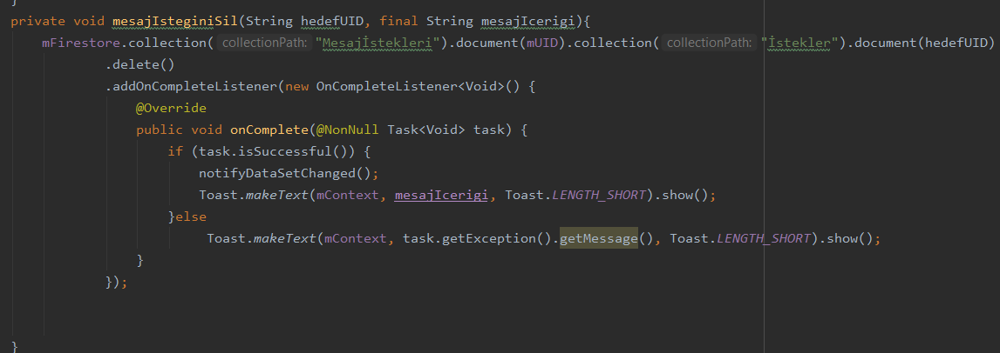 }
private void mesajIsteginiSil(String hedefUID, final String mesajIcerigi){
mFirestore.collection( collectionPath: "Mesajİstekleri").document(mUID).collection( collectionPath: "İstekler").document(hedefUID)
.delete()
.addOnCompleteListener(new OnCompleteListener<Void>() {
@Override
public void onComplete(@NonNull Task<Void> task) {
if (task.isSuccessful()) {
notifyDataSetChanged();
Toast.makeText(mContext, mesajIcerigi, Toast.LENGTH_SHORT).show();
}else
Toast.makeText(mContext, task.getException().getMessage(), Toast.LENGTH_SHORT).show();
}
});
}